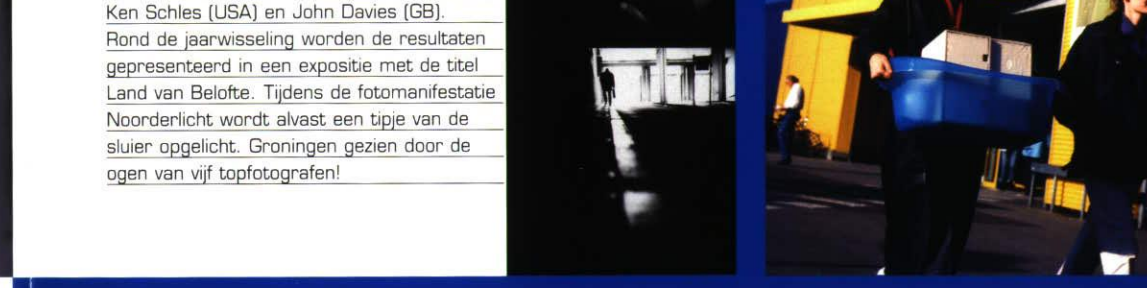 Ken Schles (USA) en John Davies (GB).
Rond de jaarwisseling worden de resultaten
gepresenteerd in een expositie met de titel
Land van Belofte. Tijdens de fotomanifestatie
Noorderlicht wordt alvast een tipje van de
sluier opgelicht. Groningen gezien door de
ogen van vijf topfotografen!